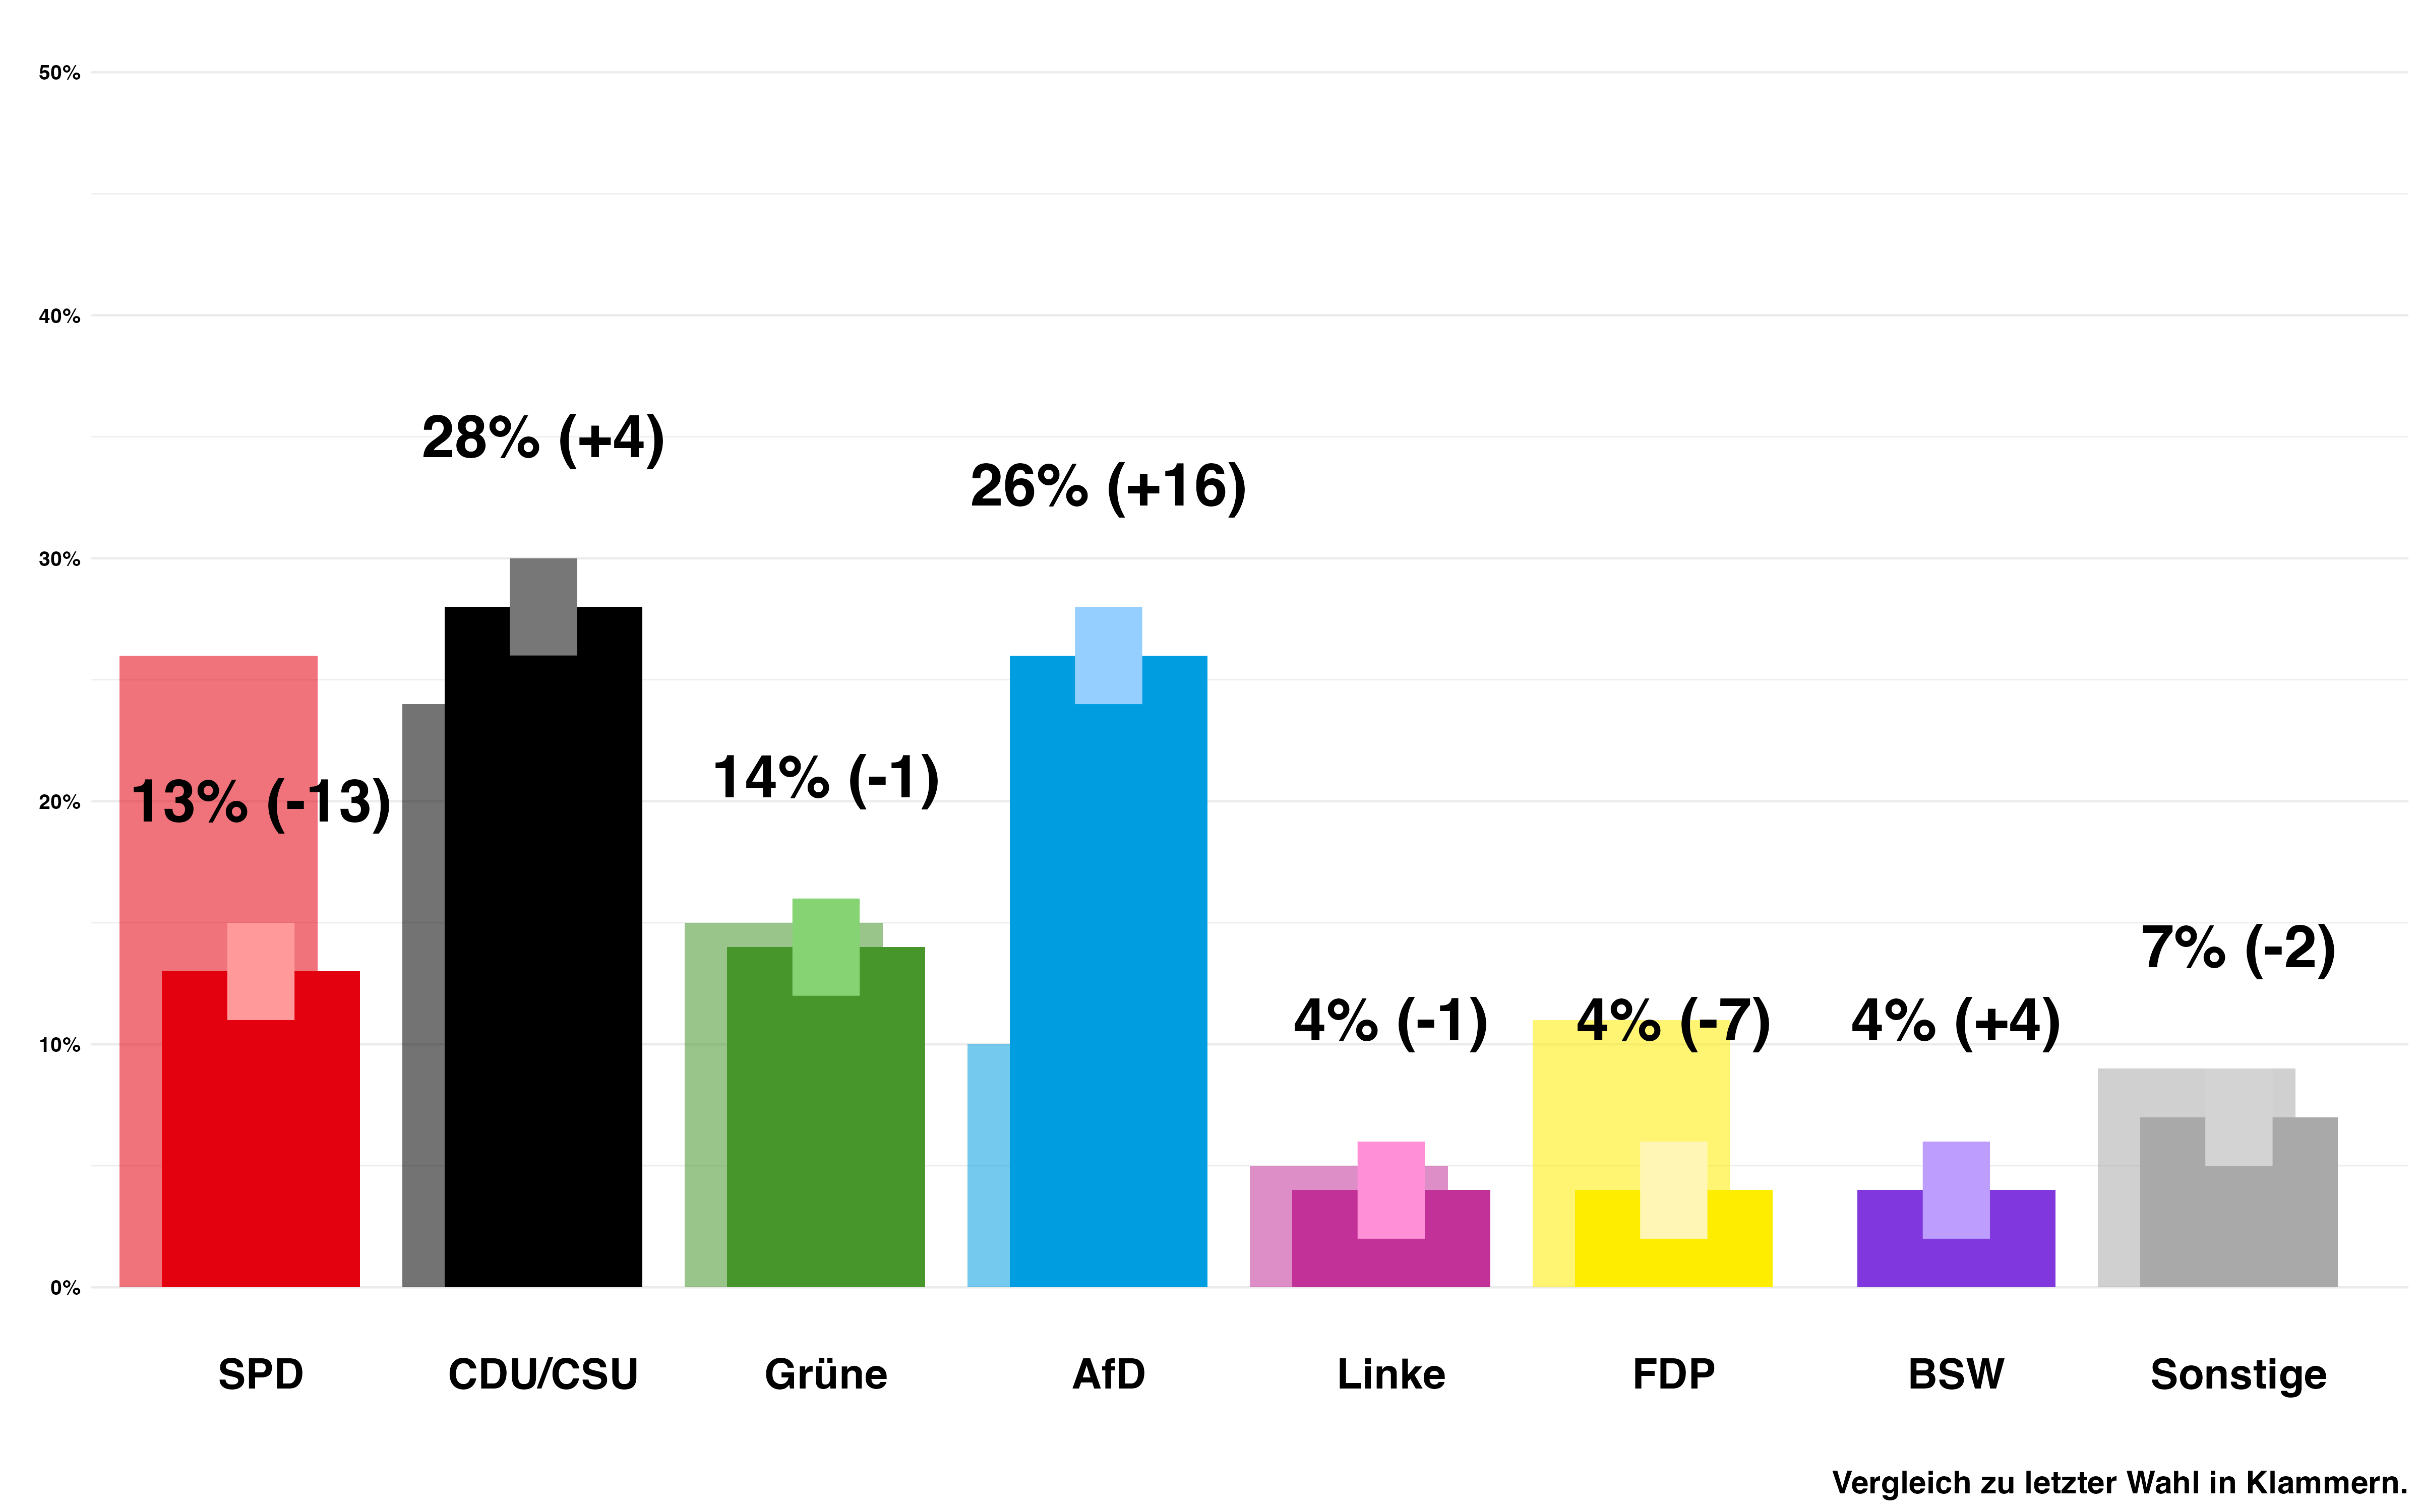 50%
40%
30%
20%
10%
0%
28% (+4)
26% (+16)
13% (-13)
14% (-1)
7% (-2)
4% (-1)
4% (-7)
4% (+4)
SPD
CDU/CSU
Grüne
AfD
Linke
FDP
BSW
Sonstige
Vergleich zu letzter Wahl in Klammern.